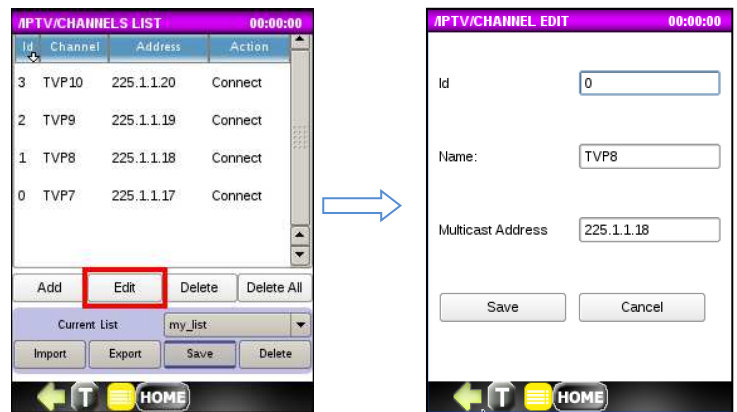 /IPTV/CHANNELS LIST 00:00:00
Id Channel Address Action
3 TVP10 225.1.1.20 Connect
2 TVP9 225.1.1.19 Connect
1 TVP8 225.1.1.18 Connect
0 TVP7 225.1.1.17 Connect
Add Edit Delete Delete All
Current List my_list
Import Export Save Delete
T HOME
/IPTV/CHANNEL EDIT 00:00:00
Id 0
Name: TVP8
Multicast Address 225.1.1.18
Save Cancel
T HOME